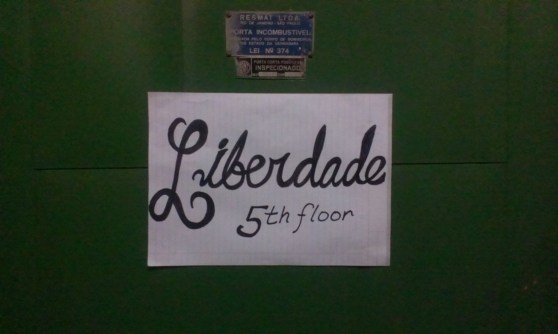 RESMAT LTDA.
PORTA INCOMBUSTIVEL
LEI Nº 374
INSPECIONADO
Liberdade
5th floor